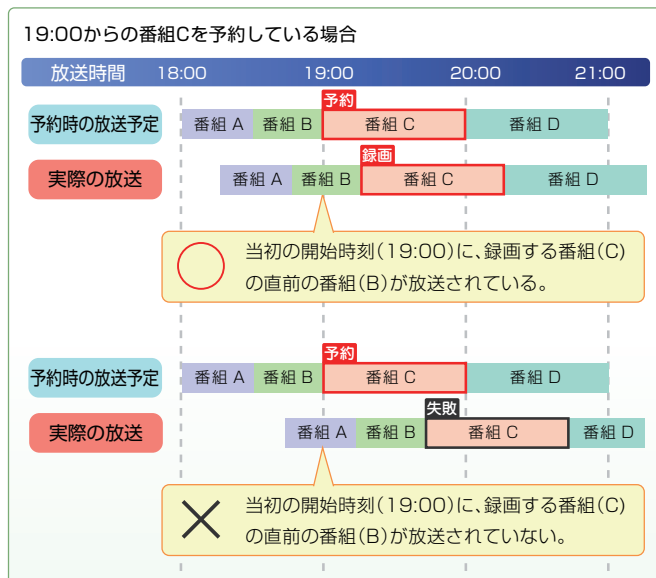 19:00からの番組Cを予約している場合
放送時間 18:00 19:00 20:00 21:00
予約
予約時の放送予定 番組 A 番組 B 番組 C 番組 D
録画
実際の放送 番組 A 番組 B 番組 C 番組 D
当初の開始時刻(19:00)に、録画する番組(C)
の直前の番組(B)が放送されている。
予約
予約時の放送予定 番組 A 番組 B 番組 C 番組 D
失敗
実際の放送 番組 A 番組 B 番組 C 番組 D
当初の開始時刻(19:00)に、録画する番組(C)
の直前の番組(B)が放送されていない。